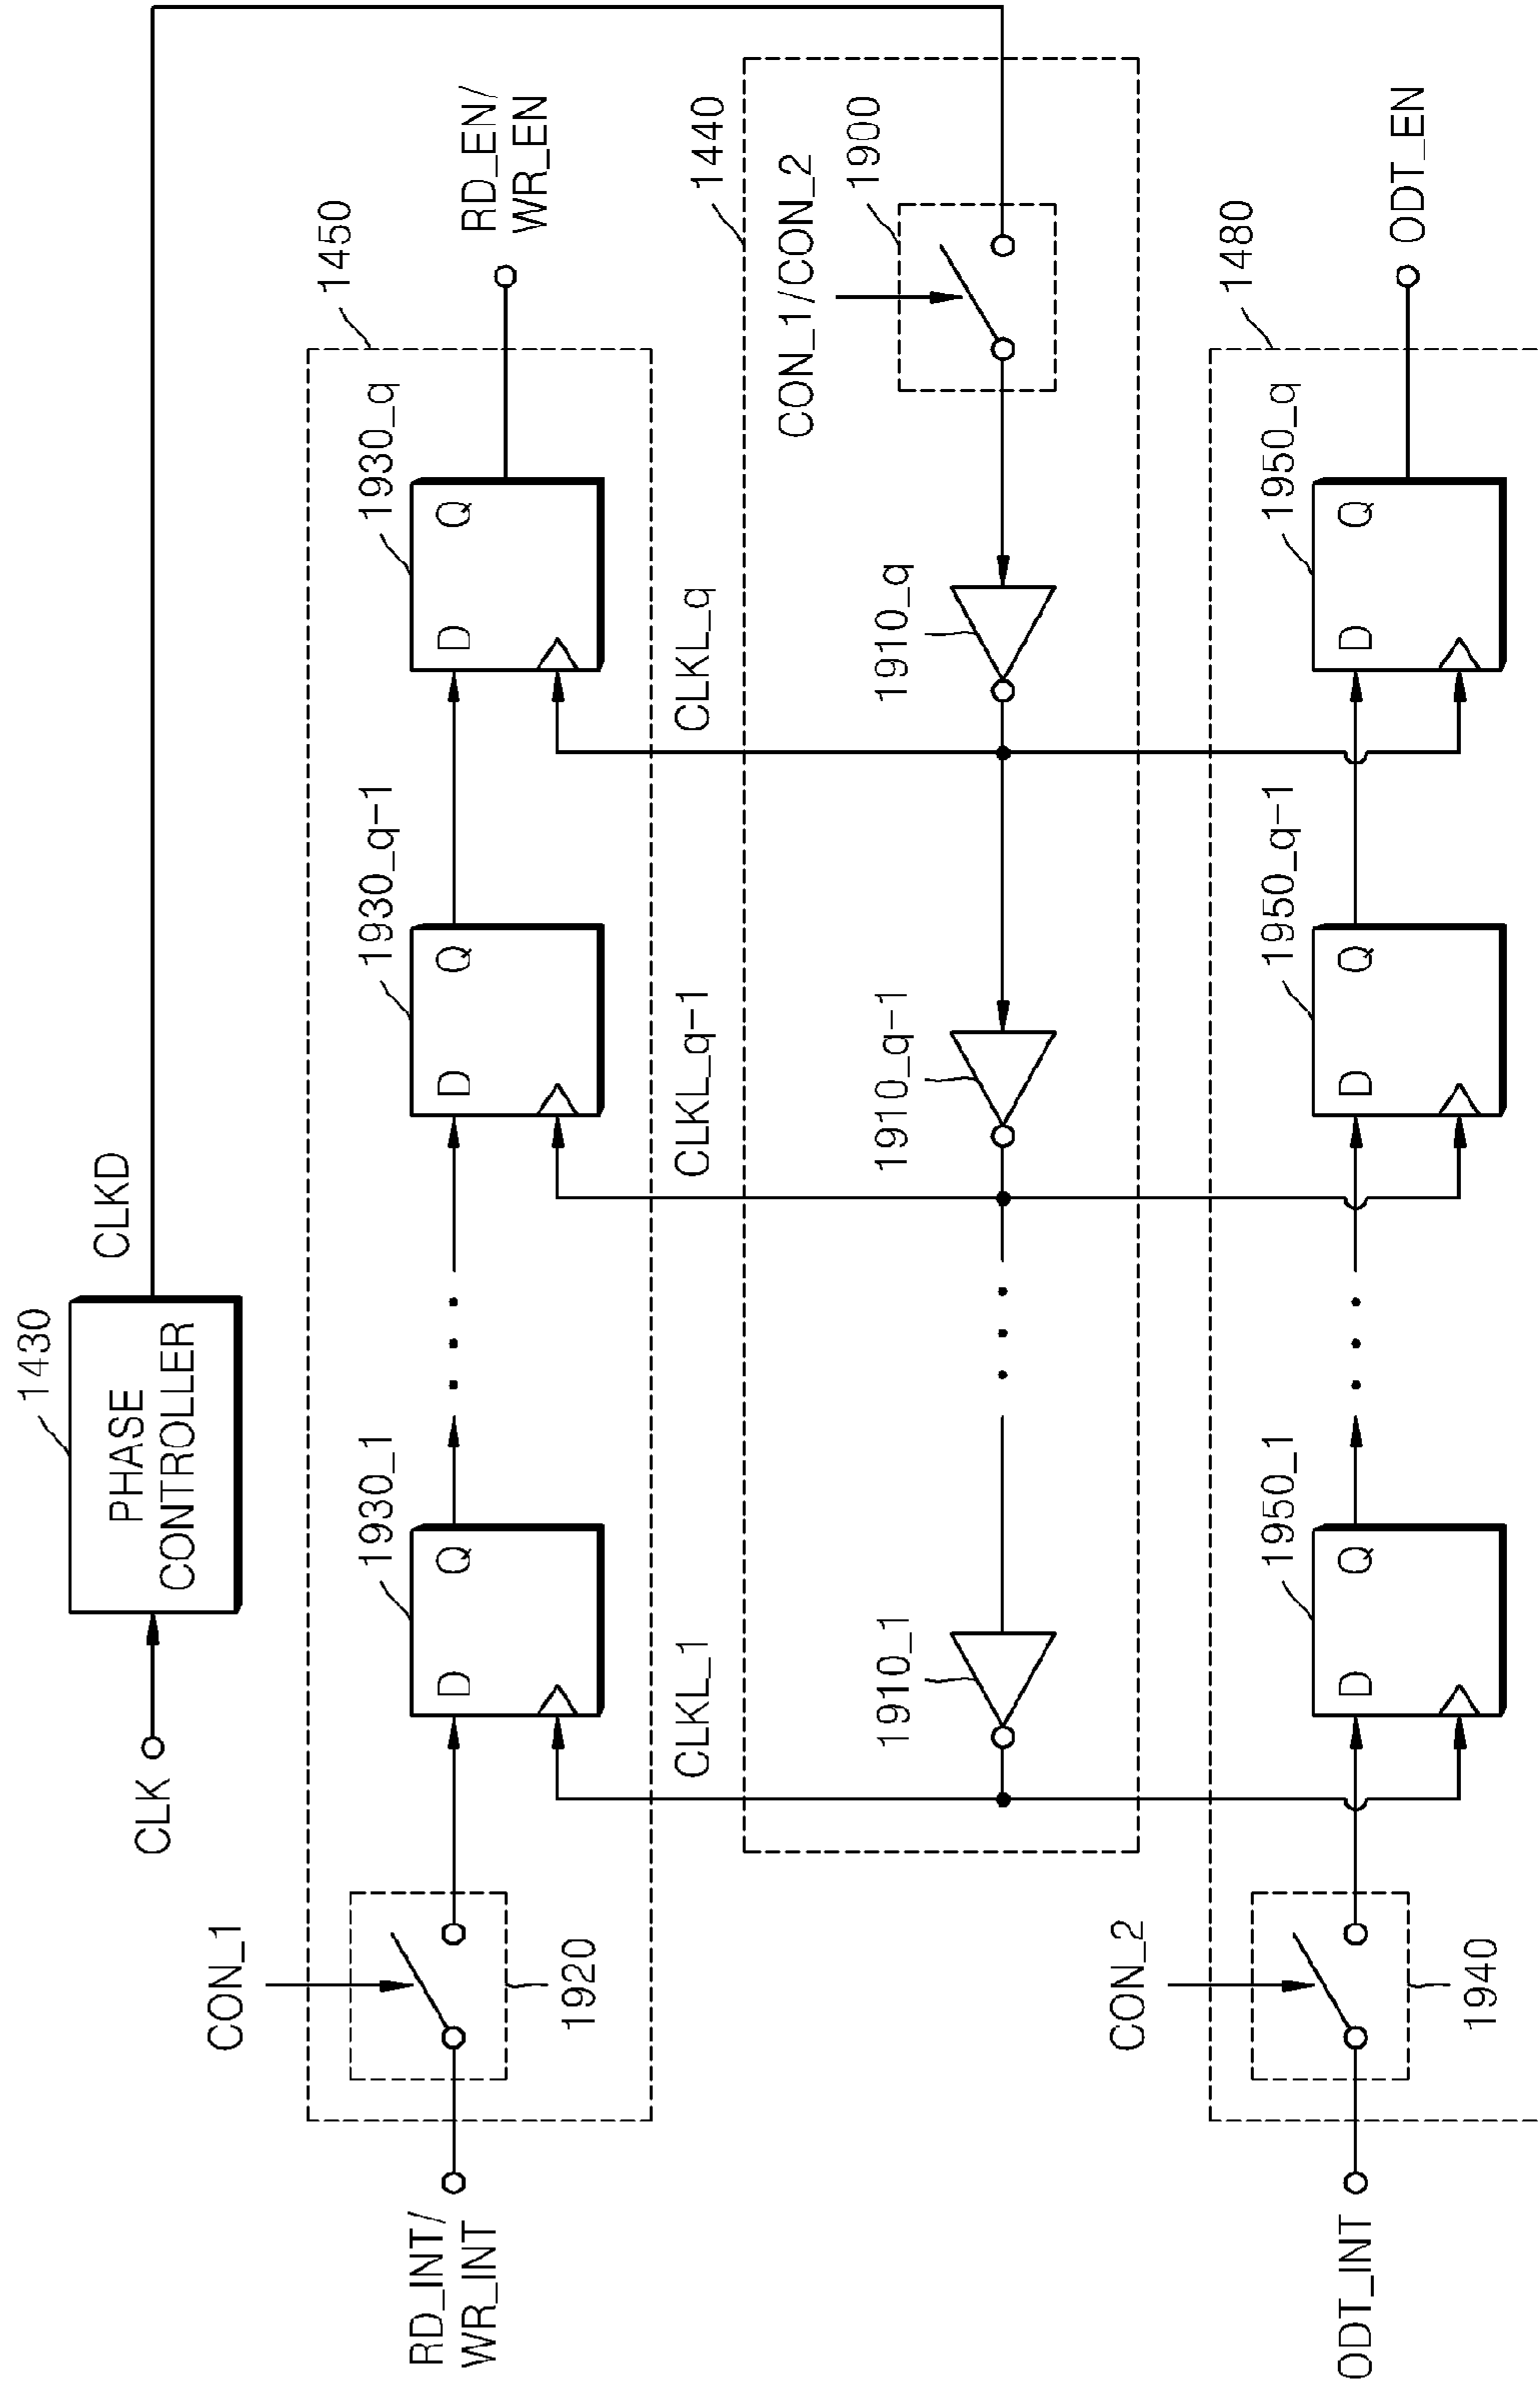 1430
PHASE
CONTROLLER
CLK
CLKD
CON_1
1920
RD_INT/
WR_INT
1930_1
D
Q
1930_q-1
D
Q
1930_q
D
Q
1450
RD_EN/
WR_EN
CLKL_1
CLKL_q-1
CLKL_q
1910_1
1910_q-1
1910_q
CON_1/CON_2
1900
1440
CON_2
1940
ODT_INT
1950_1
D
Q
1950_q-1
D
Q
1950_q
D
Q
1480
ODT_EN